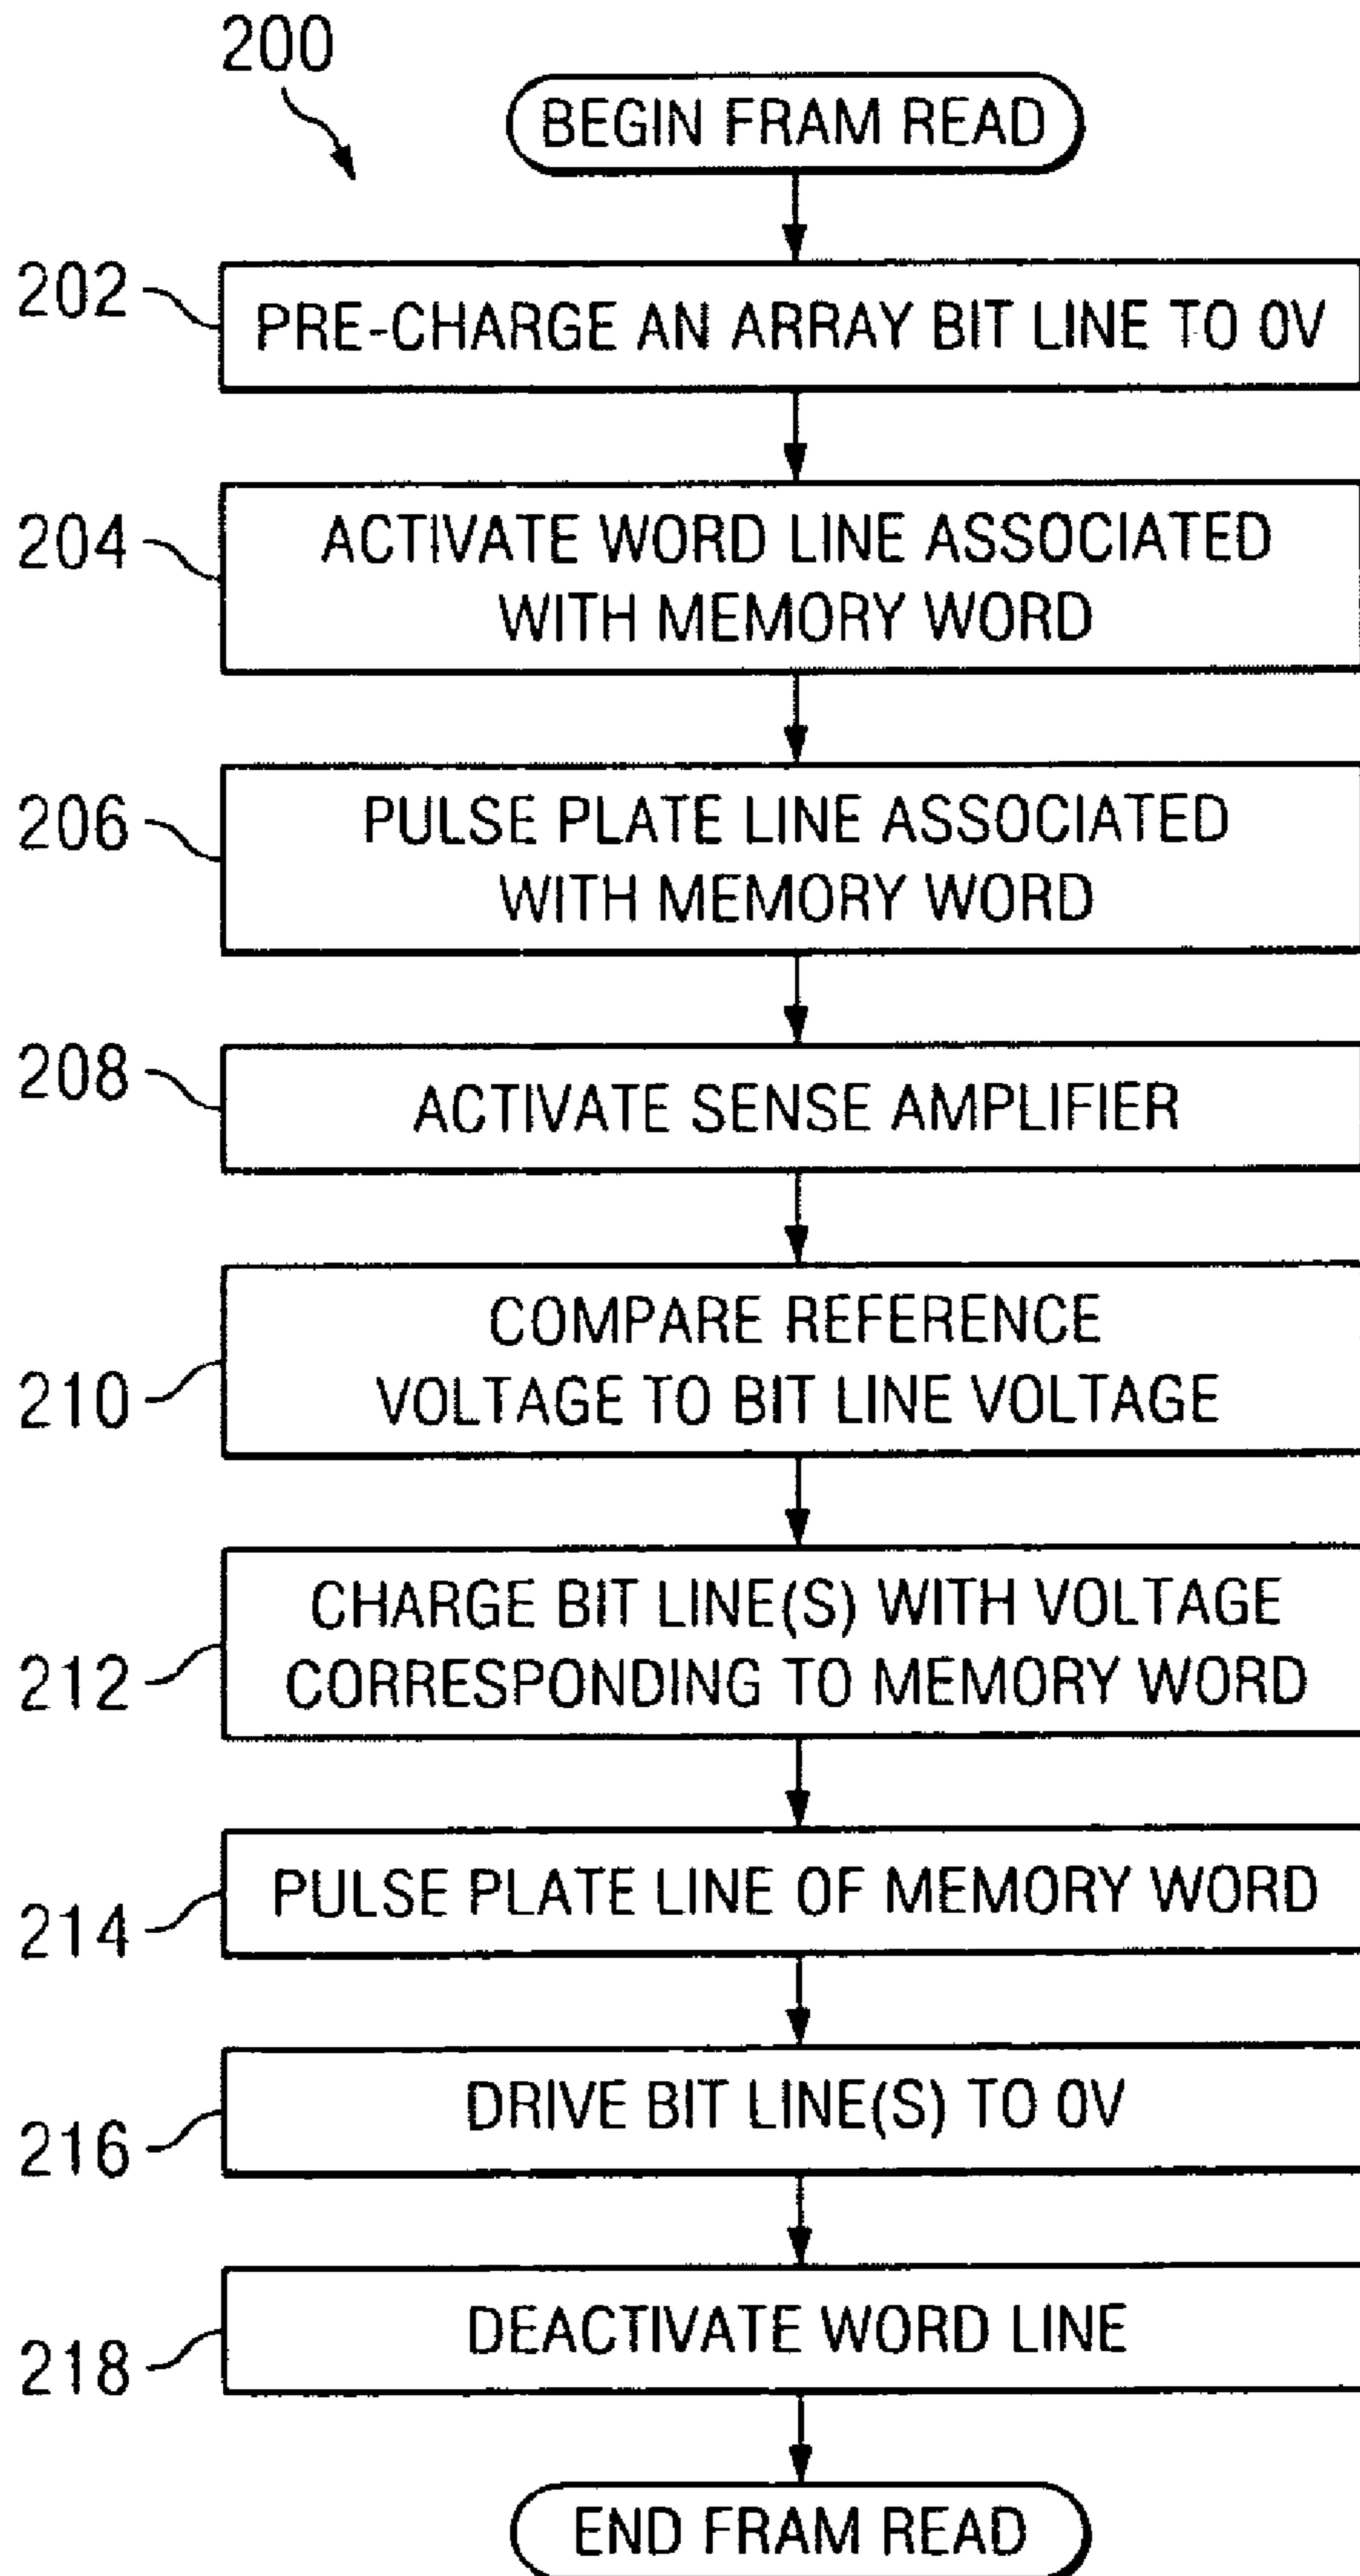 200
BEGIN FRAM READ
202
PRE-CHARGE AN ARRAY BIT LINE TO 0V
204
ACTIVATE WORD LINE ASSOCIATED
WITH MEMORY WORD
206
PULSE PLATE LINE ASSOCIATED
WITH MEMORY WORD
208
ACTIVATE SENSE AMPLIFIER
210
COMPARE REFERENCE
VOLTAGE TO BIT LINE VOLTAGE
212
CHARGE BIT LINE(S) WITH VOLTAGE
CORRESPONDING TO MEMORY WORD
214
PULSE PLATE LINE OF MEMORY WORD
216
DRIVE BIT LINE(S) TO 0V
218
DEACTIVATE WORD LINE
END FRAM READ